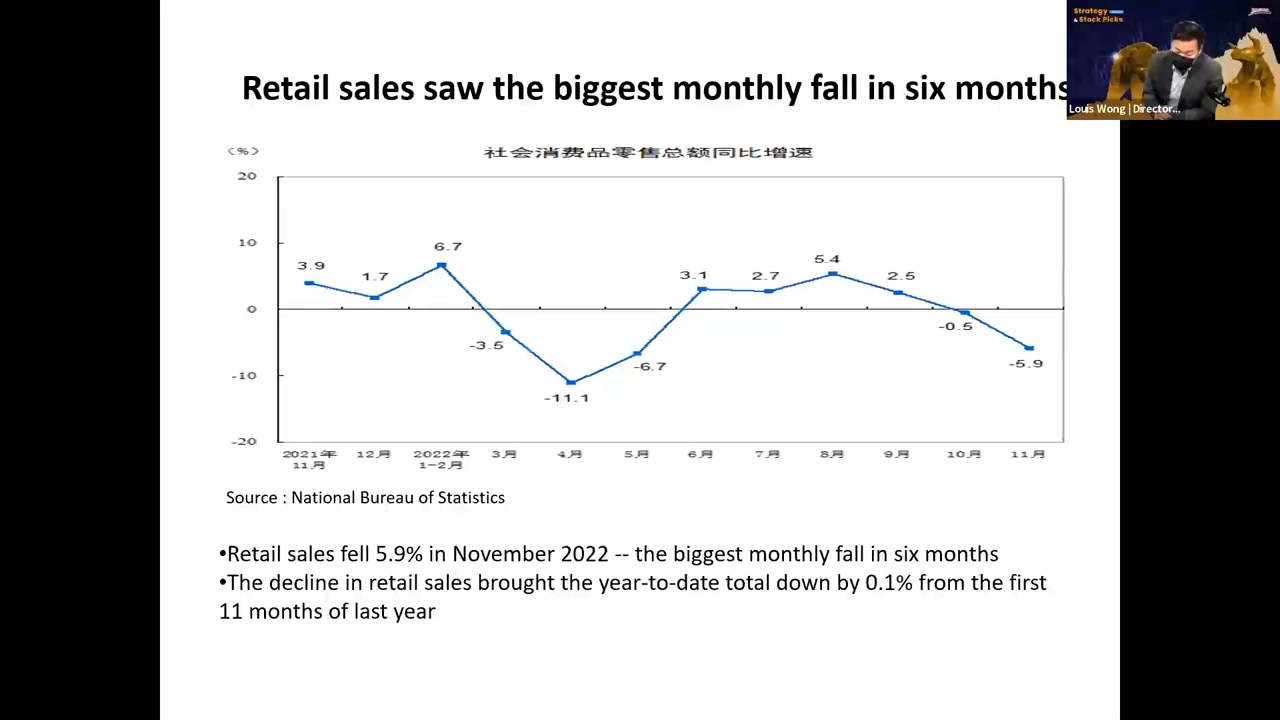 Strategy
& Stock Picks
Louis Wong | Director...
Retail sales saw the biggest monthly fall in six months
(%)
社会消费品零售总额同比增速
20
10
0
-10
-20
3.9
1.7
6.7
-3.5
-11.1
-6.7
3.1
2.7
5.4
2.5
-0.5
-5.9
2021年 12月 2022年 3月 4月 5月 6月 7月 8月 9月 10月 11月
11月 1-2月
Source : National Bureau of Statistics
•Retail sales fell 5.9% in November 2022 -- the biggest monthly fall in six months
•The decline in retail sales brought the year-to-date total down by 0.1% from the first
11 months of last year